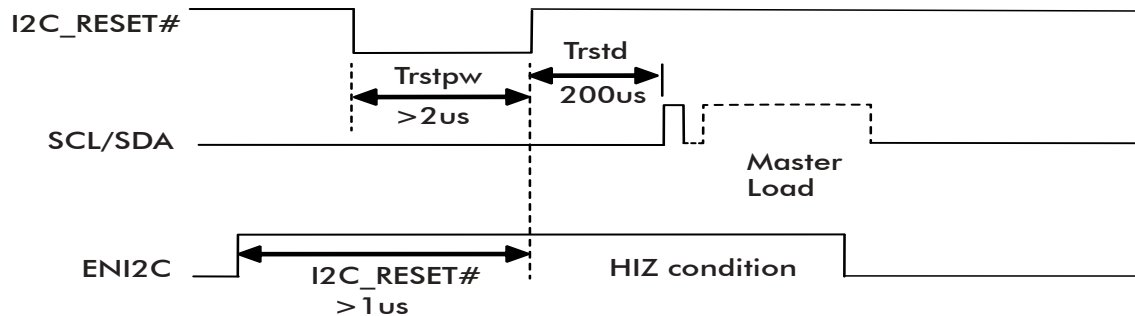 I2C_RESET#
Trstpw
>2us
Trstd
200us
SCL/SDA
Master
Load
ENI2C
I2C_RESET#
>1us
HIZ condition